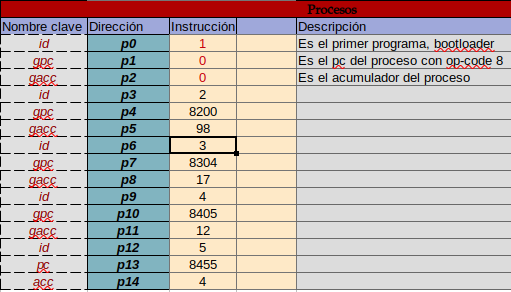 Procesos
Nombre clave Dirección Instrucción Descripción
id p0 1 Es el primer programa, bootloader
gpc p1 0 Es el pc del proceso con op-code 8
gacc p2 0 Es el acumulador del proceso
id p3 2
gpc p4 8200
gacc p5 98
id p6 3
gpc p7 8304
gacc p8 17
id p9 4
gpc p10 8405
gacc p11 12
id p12 5
pc p13 8455
acc p14 4